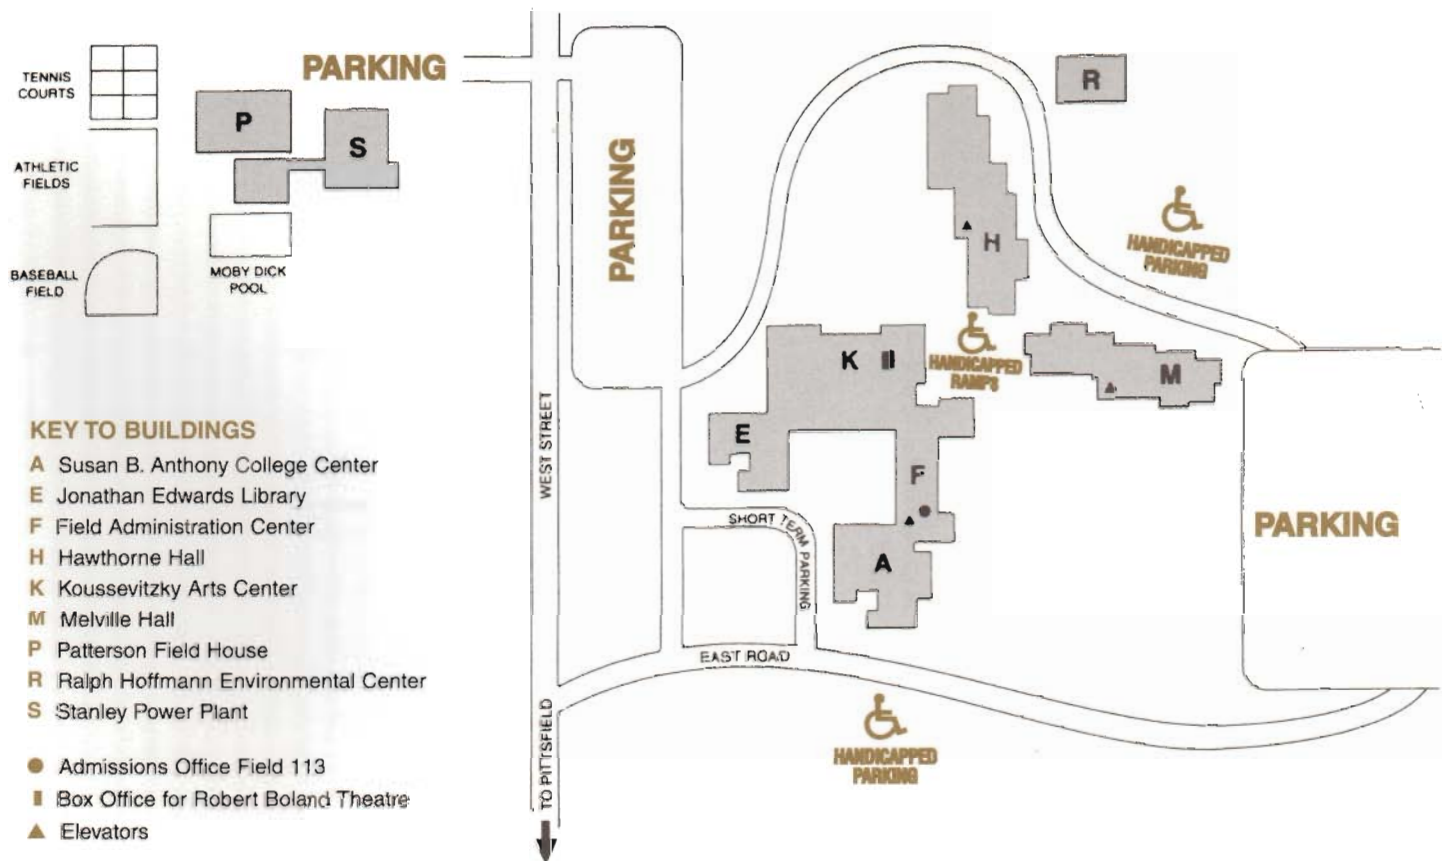 TENNIS
COURTS
ATHLETIC
FIELDS
BASEBALL
FIELD
P
S
MOBY DICK
POOL
PARKING
PARKING
WEST STREET
TO PITTSFIELD
R
H
HANDICAPPED
PARKING
K
HANDICAPPED
RAMPS
M
E
F
A
SHORT TERM PARKING
EAST ROAD
PARKING
HANDICAPPED
PARKING
KEY TO BUILDINGS
A Susan B. Anthony College Center
E Jonathan Edwards Library
F Field Administration Center
H Hawthorne Hall
K Koussevitzky Arts Center
M Melville Hall
P Patterson Field House
R Ralph Hoffmann Environmental Center
S Stanley Power Plant
Admissions Office Field 113
Box Office for Robert Boland Theatre
Elevators